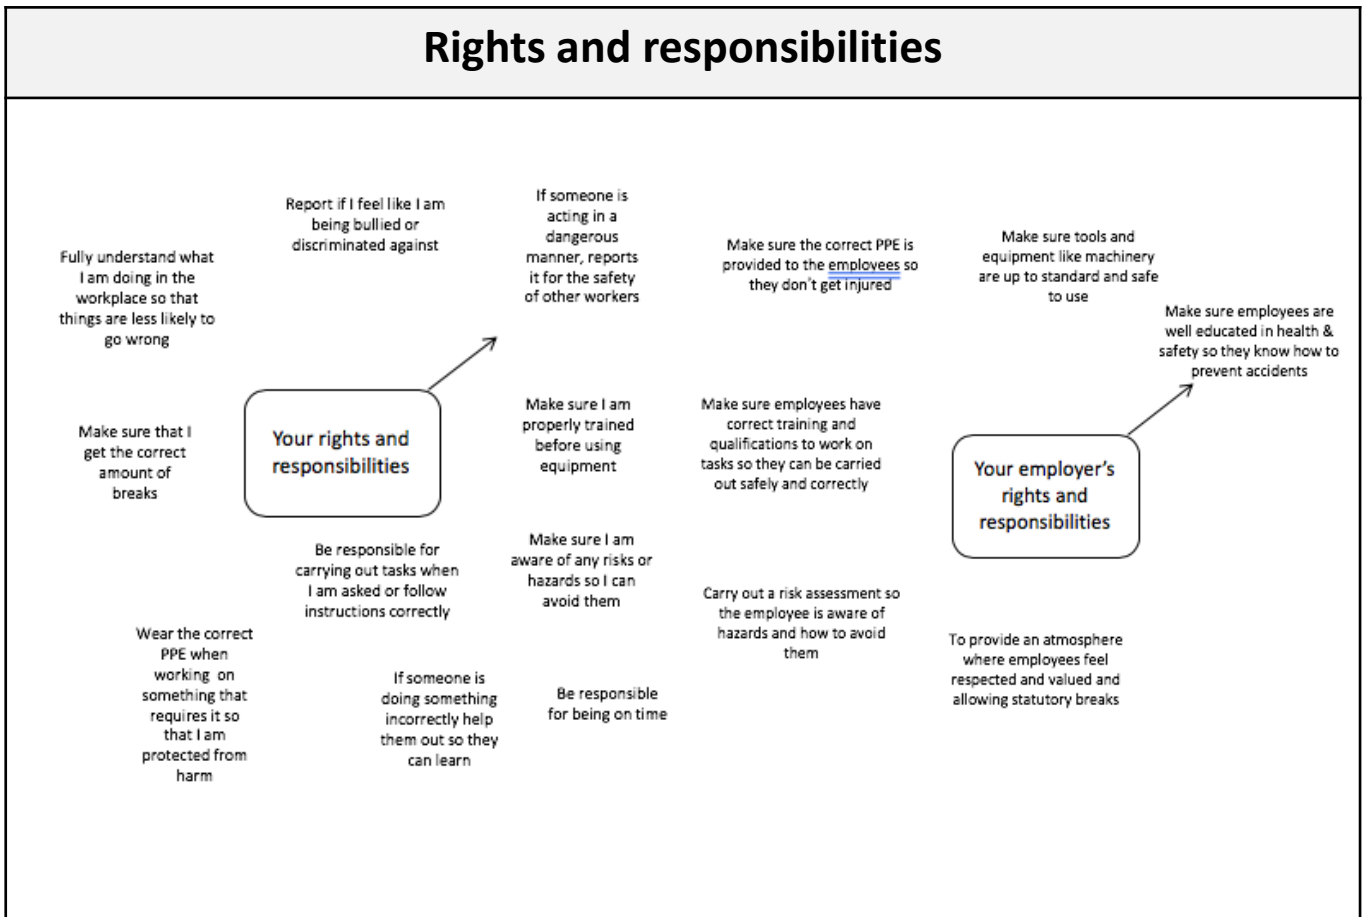 Rights and responsibilities
Report if I feel like I am
being bullied or
discriminated against
If someone is
acting in a
dangerous
manner, reports
it for the safety
of other workers
Fully understand what
I am doing in the
workplace so that
things are less likely to
go wrong
Make sure that I
get the correct
amount of
breaks
Your rights and
responsibilities
Make sure I am
properly trained
before using
equipment
Be responsible for
carrying out tasks when
I am asked or follow
instructions correctly
Make sure I am
aware of any risks or
hazards so I can
avoid them
Wear the correct
PPE when
working on
something that
requires it so
that I am
protected from
harm
If someone is
doing something
incorrectly help
them out so they
can learn
Be responsible
for being on time
Make sure the correct PPE is
provided to the employees so
they don't get injured
Make sure tools and
equipment like machinery
are up to standard and safe
to use
Make sure employees are
well educated in health &
safety so they know how to
prevent accidents
Make sure employees have
correct training and
qualifications to work on
tasks so they can be carried
out safely and correctly
Your employer's
rights and
responsibilities
Carry out a risk assessment so
the employee is aware of
hazards and how to avoid
them
To provide an atmosphere
where employees feel
respected and valued and
allowing statutory breaks